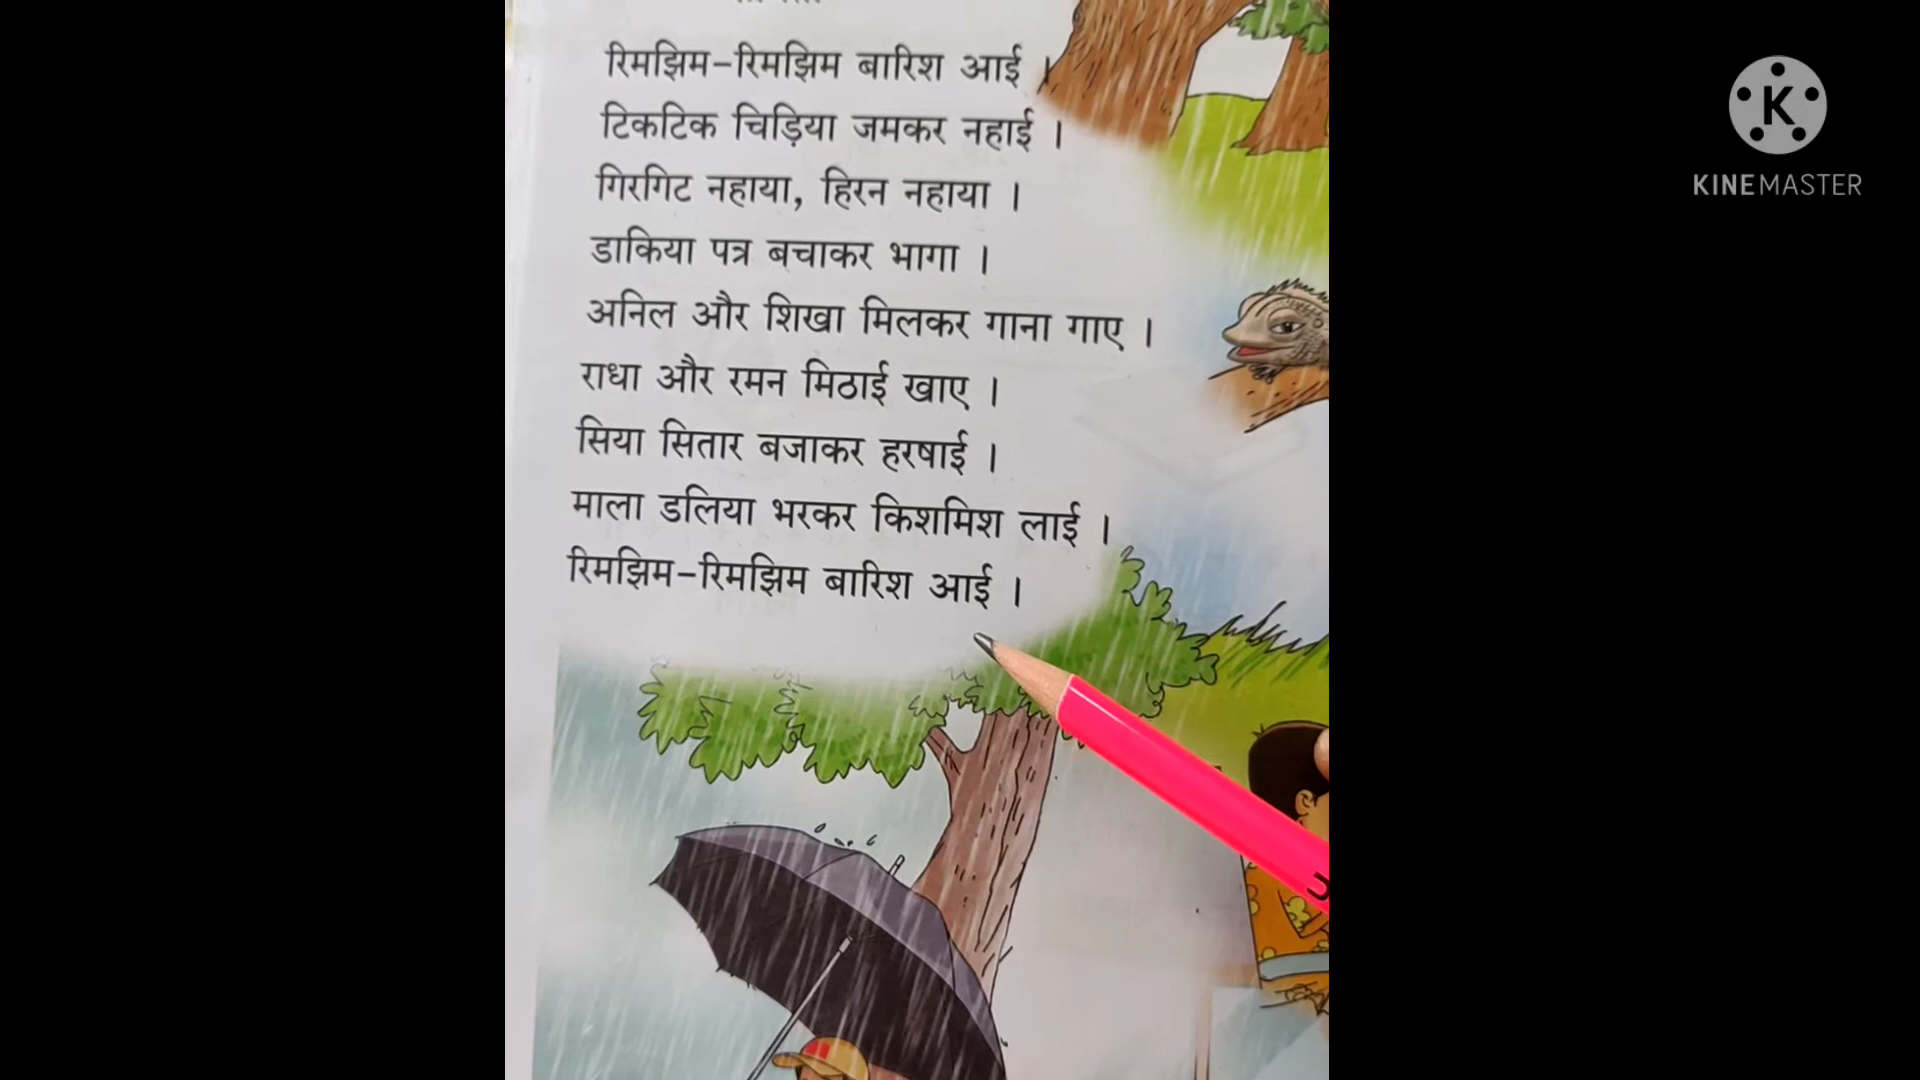 रिमझिम-रिमझिम बारिश आई ।
टिकटिक चिड़िया जमकर नहाई ।
गिरगिट नहाया, हिरन नहाया ।
डाकिया पत्र बचाकर भागा ।
अनिल और शिखा मिलकर गाना गाए ।
राधा और रमन मिठाई खाए ।
सिया सितार बजाकर हरषाई ।
माला डलिया भरकर किशमिश लाई ।
रिमझिम-रिमझिम बारिश आई ।
K
KINEMASTER